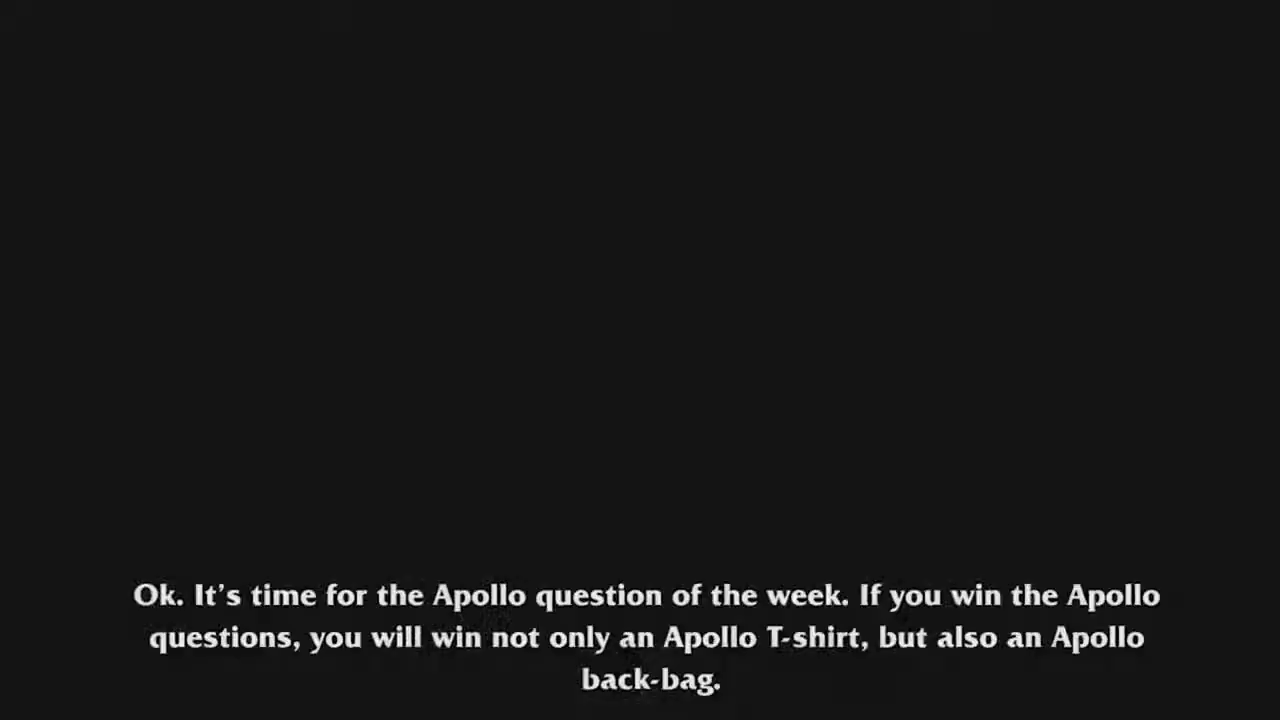 Ok. It's time for the Apollo question of the week. If you win the Apollo
questions, you will win not only an Apollo T-shirt, but also an Apollo
back-bag.